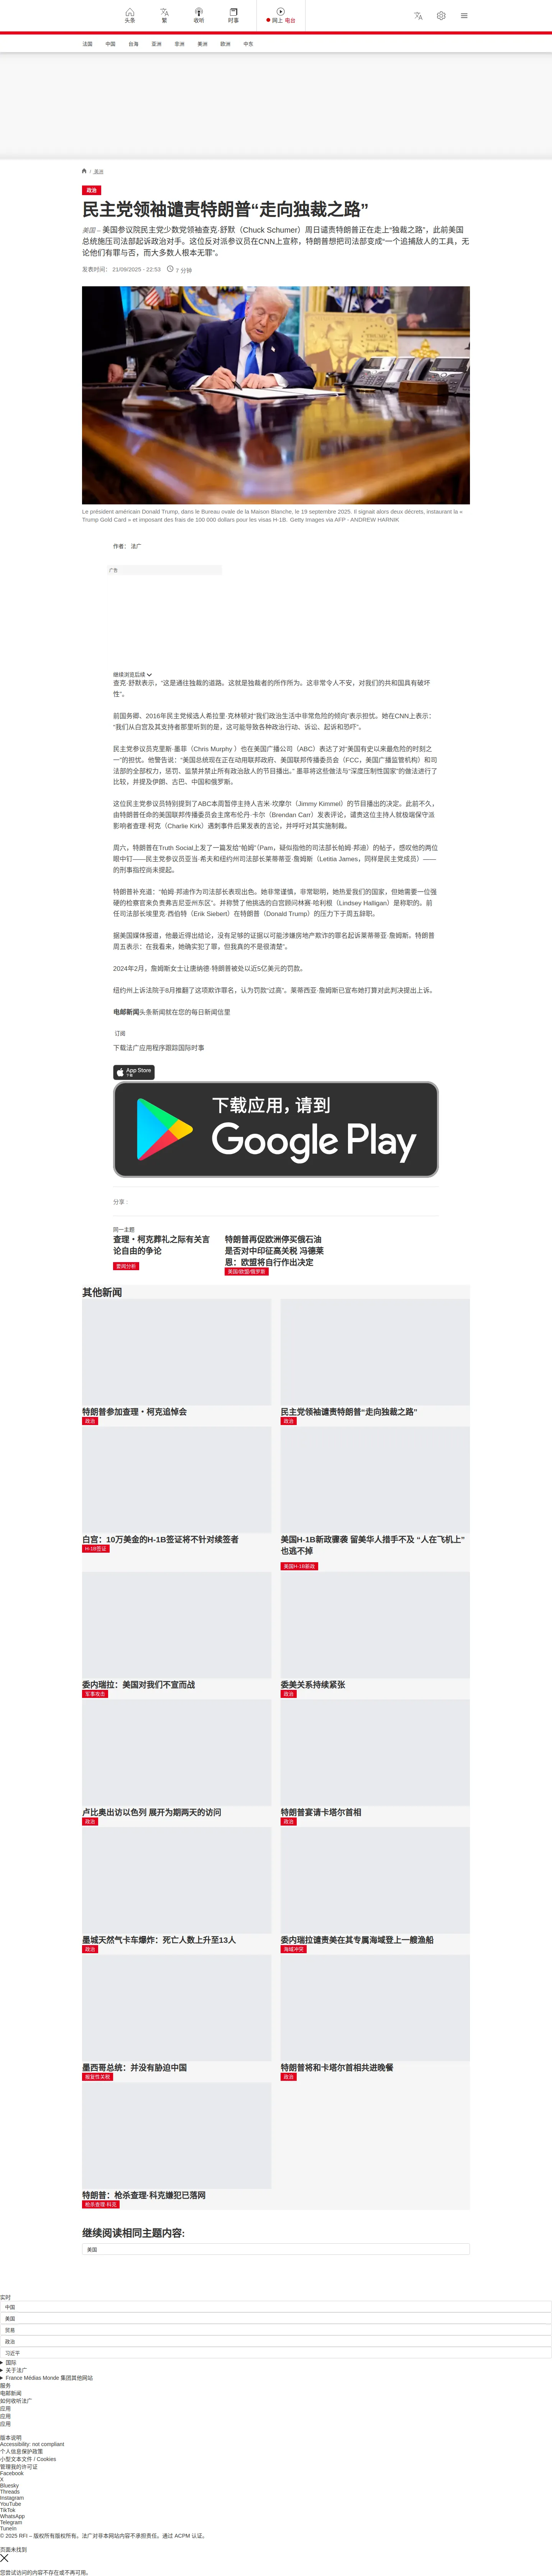 头条
繁
收听
时事
网上 电台
法国 中国 台海 亚洲 非洲 美洲 欧洲 中东
美洲
政治
民主党领袖谴责特朗普“走向独裁之路”
美国 – 美国参议院民主党少数党领袖查克·舒默（Chuck Schumer）周日谴责特朗普正在走上“独裁之路”，此前美
国总统施压司法部起诉政治对手。这位反对派参议员在CNN上宣称，特朗普想把司法部变成“一个追捕敌人的工具，无
论他们有罪与否，而大多数人根本无罪”。
发表时间： 21/09/2025 - 22:53 7 分钟
Le président américain Donald Trump, dans le Bureau ovale de la Maison Blanche, le 19 septembre 2025. Il signait alors deux décrets, instaurant la «
Trump Gold Card » et imposant des frais de 100 000 dollars pour les visas H-1B. Getty Images via AFP - ANDREW HARNIK
作者： 法广
广告
继续浏览后续
查克·舒默表示，“这是通往独裁的道路。这就是独裁者的所作所为。这非常令人不安，对我们的共和国具有破坏
性”。
前国务卿、2016年民主党候选人希拉里·克林顿对“我们政治生活中非常危险的倾向”表示担忧。她在CNN上表示：
“我们从白宫及其支持者那里听到的是，这可能导致各种政治行动、诉讼、起诉和恐吓”。
民主党参议员克里斯·墨菲（Chris Murphy ）也在美国广播公司（ABC）表达了对“美国有史以来最危险的时刻之
一”的担忧。他警告说：“美国总统现在正在动用联邦政府、美国联邦传播委员会（FCC，美国广播监管机构）和司
法部的全部权力，惩罚、监禁并禁止所有政治敌人的节目播出。” 墨菲将这些做法与“深度压制性国家”的做法进行了
比较，并提及伊朗、古巴、中国和俄罗斯。
这位民主党参议员特别提到了ABC本周暂停主持人吉米·坎摩尔（Jimmy Kimmel）的节目播出的决定。此前不久，
由特朗普任命的美国联邦传播委员会主席布伦丹·卡尔（Brendan Carr）发表评论，谴责这位主持人就极端保守派
影响者查理·柯克（Charlie Kirk）遇刺事件后果发表的言论，并呼吁对其实施制裁。
周六，特朗普在Truth Social上发了一篇发给“帕姆”（Pam，疑似指他的司法部长帕姆·邦迪）的帖子，感叹他的两位
眼中钉——民主党参议员亚当·希夫和纽约州司法部长莱蒂蒂亚·詹姆斯（Letitia James，同样是民主党成员）——
的刑事指控尚未提起。
特朗普补充道：“帕姆·邦迪作为司法部长表现出色。她非常谨慎，非常聪明，她热爱我们的国家，但她需要一位强
硬的检察官来负责弗吉尼亚州东区”。并称赞了他挑选的白宫顾问林赛·哈利根（Lindsey Halligan）是称职的。前
任司法部长埃里克·西伯特（Erik Siebert）在特朗普（Donald Trump）的压力下于周五辞职。
据美国媒体报道，他最近得出结论，没有足够的证据以可能涉嫌房地产欺诈的罪名起诉莱蒂蒂亚·詹姆斯。特朗普
周五表示：在我看来，她确实犯了罪，但我真的不是很清楚”。
2024年2月，詹姆斯女士让唐纳德·特朗普被处以近5亿美元的罚款。
纽约州上诉法院于8月推翻了这项欺诈罪名，认为罚款“过高”。莱蒂西亚·詹姆斯已宣布她打算对此判决提出上诉。
电邮新闻头条新闻就在您的每日新闻信里
订阅
下载法广应用程序跟踪国际时事
App Store
下载
下载应用，请到
Google Play
分享 :
同一主题
查理・柯克葬礼之际有关言
论自由的争论
要闻分析
特朗普再促欧洲停买俄石油
是否对中印征高关税 冯德莱
恩：欧盟将自行作出决定
美国/欧盟/俄罗斯
其他新闻
特朗普参加查理・柯克追悼会
政治
民主党领袖谴责特朗普“走向独裁之路”
政治
白宫：10万美金的H-1B签证将不针对续签者
H-1B签证
美国H-1B新政骤袭 留美华人措手不及 “人在飞机上”
也逃不掉
美国H-1B新政
委内瑞拉：美国对我们不宣而战
军事攻击
委美关系持续紧张
政治
卢比奥出访以色列 展开为期两天的访问
政治
特朗普宴请卡塔尔首相
政治
墨城天然气卡车爆炸：死亡人数上升至13人
政治
委内瑞拉谴责美在其专属海域登上一艘渔船
海域冲突
墨西哥总统：并没有胁迫中国
报复性关税
特朗普将和卡塔尔首相共进晚餐
政治
特朗普：枪杀查理·科克嫌犯已落网
枪杀查理·科克
继续阅读相同主题内容:
美国
实时
中国
美国
贸易
政治
习近平
国际
关于法广
France Médias Monde 集团其他网站
服务
电邮新闻
如何收听法广
应用
应用
应用
版本说明
Accessibility: not compliant
个人信息保护政策
小型文本文件 / Cookies
管理我的许可证
Facebook
X
Bluesky
Threads
Instagram
YouTube
TikTok
WhatsApp
Telegram
TuneIn
© 2025 RFI – 版权所有版权所有。法广对非本网站内容不承担责任。通过 ACPM 认证。
页面未找到
您尝试访问的内容不存在或不再可用。